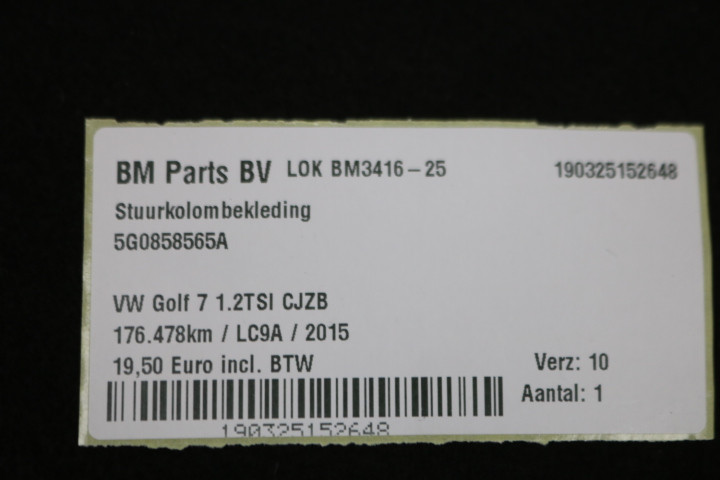 BM Parts BV LOK BM3416-25 190325152648
Stuurkolombekleding
5G0858565A
VW Golf 7 1.2TSI CJZB
176.478km / LC9A / 2015
19,50 Euro incl. BTW Verz: 10
Aantal: 1
190325152648